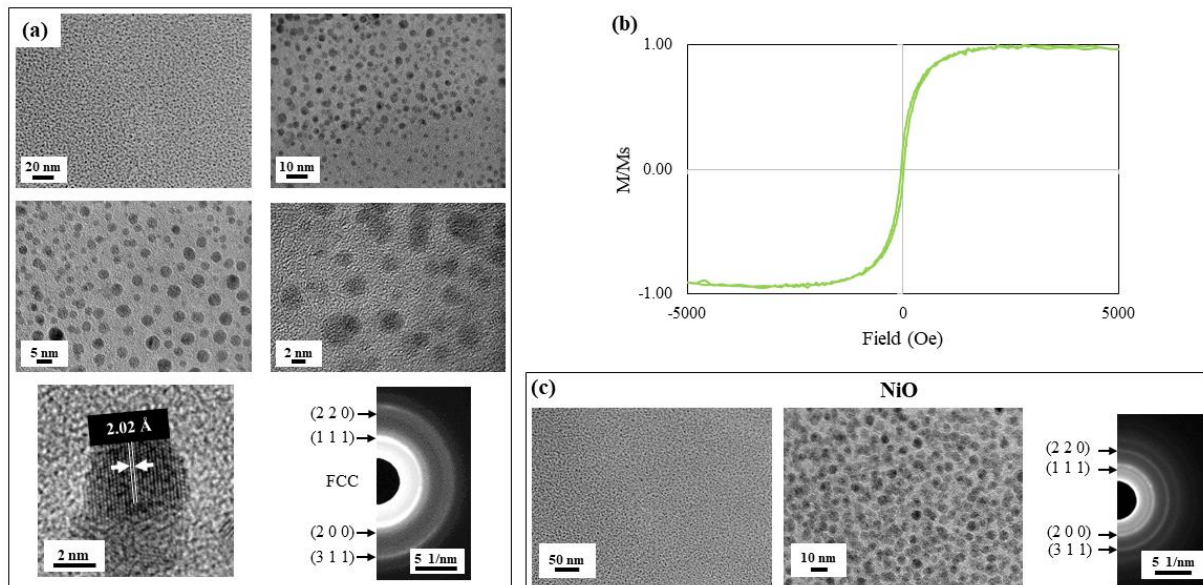 (a)
20 nm
10 nm
5 nm
2 nm
2.02 Å
2 nm
(2 2 0)
(1 1 1)
FCC
(2 0 0)
(3 1 1)
5 1/nm
(b)
1.00
0.00
-1.00
M/Ms
-5000
0
5000
Field (Oe)
(c)
NiO
50 nm
10 nm
(2 2 0)
(1 1 1)
(2 0 0)
(3 1 1)
5 1/nm